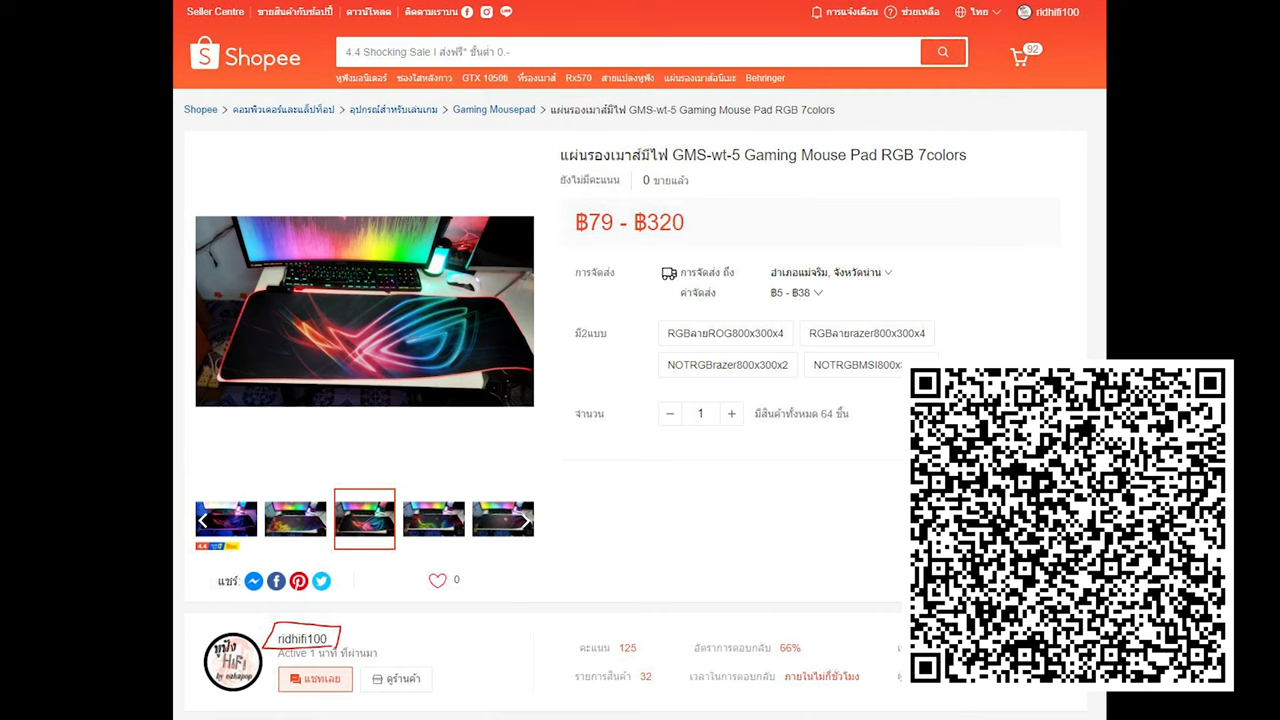 Seller Centre ขายสินค้ากับช้อปปี้ ดาวน์โหลด ติดตามเราบน การแจ้งเตือน ช่วยเหลือ ไทย ridhifi100
Shopee
4.4 Shocking Sale I ส่งฟรี* ขั้นต่ำ 0.-
92
หูฟังมอนิเตอร์ ซองใสหลังกาว GTX 1050ti ที่รองเมาส์ Rx570 สายแปลงหูฟัง แผ่นรองเมาส์อนิเมะ Behringer
Shopee > คอมพิวเตอร์และแล็ปท็อป > อุปกรณ์สำหรับเล่นเกม > Gaming Mousepad > แผ่นรองเมาส์มีไฟ GMS-wt-5 Gaming Mouse Pad RGB 7colors
แผ่นรองเมาส์มีไฟ GMS-wt-5 Gaming Mouse Pad RGB 7colors
ยังไม่มีคะแนน 0 ขายแล้ว
฿79 - ฿320
การจัดส่ง การจัดส่ง ถึง อำเภอแม่จริม, จังหวัดน่าน
ค่าจัดส่ง ฿5 - ฿38
มี2แบบ RGBลายROG800x300x4 RGBลายrazer800x300x4
NOTRGBrazer800x300x2 NOTRGBMSI800x
จำนวน − 1 + มีสินค้าทั้งหมด 64 ชิ้น
4.4
แชร์: 0
ridhifi100
Active 1 นาที ที่ผ่านมา
หูฟัง
HiFi
by eakapop
แชทเลย ดูร้านค้า
คะแนน 125 อัตราการตอบกลับ 66%
รายการสินค้า 32 เวลาในการตอบกลับ ภายในไม่กี่ชั่วโมง